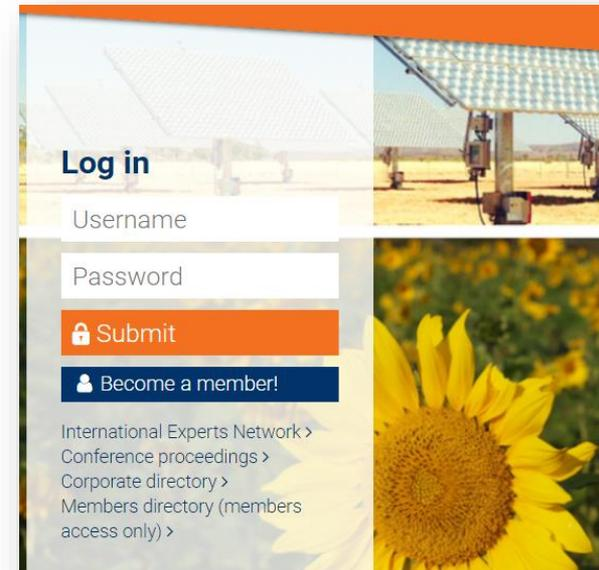 Log in
Username
Password
Submit
Become a member!
International Experts Network >
Conference proceedings >
Corporate directory >
Members directory (members
access only) >